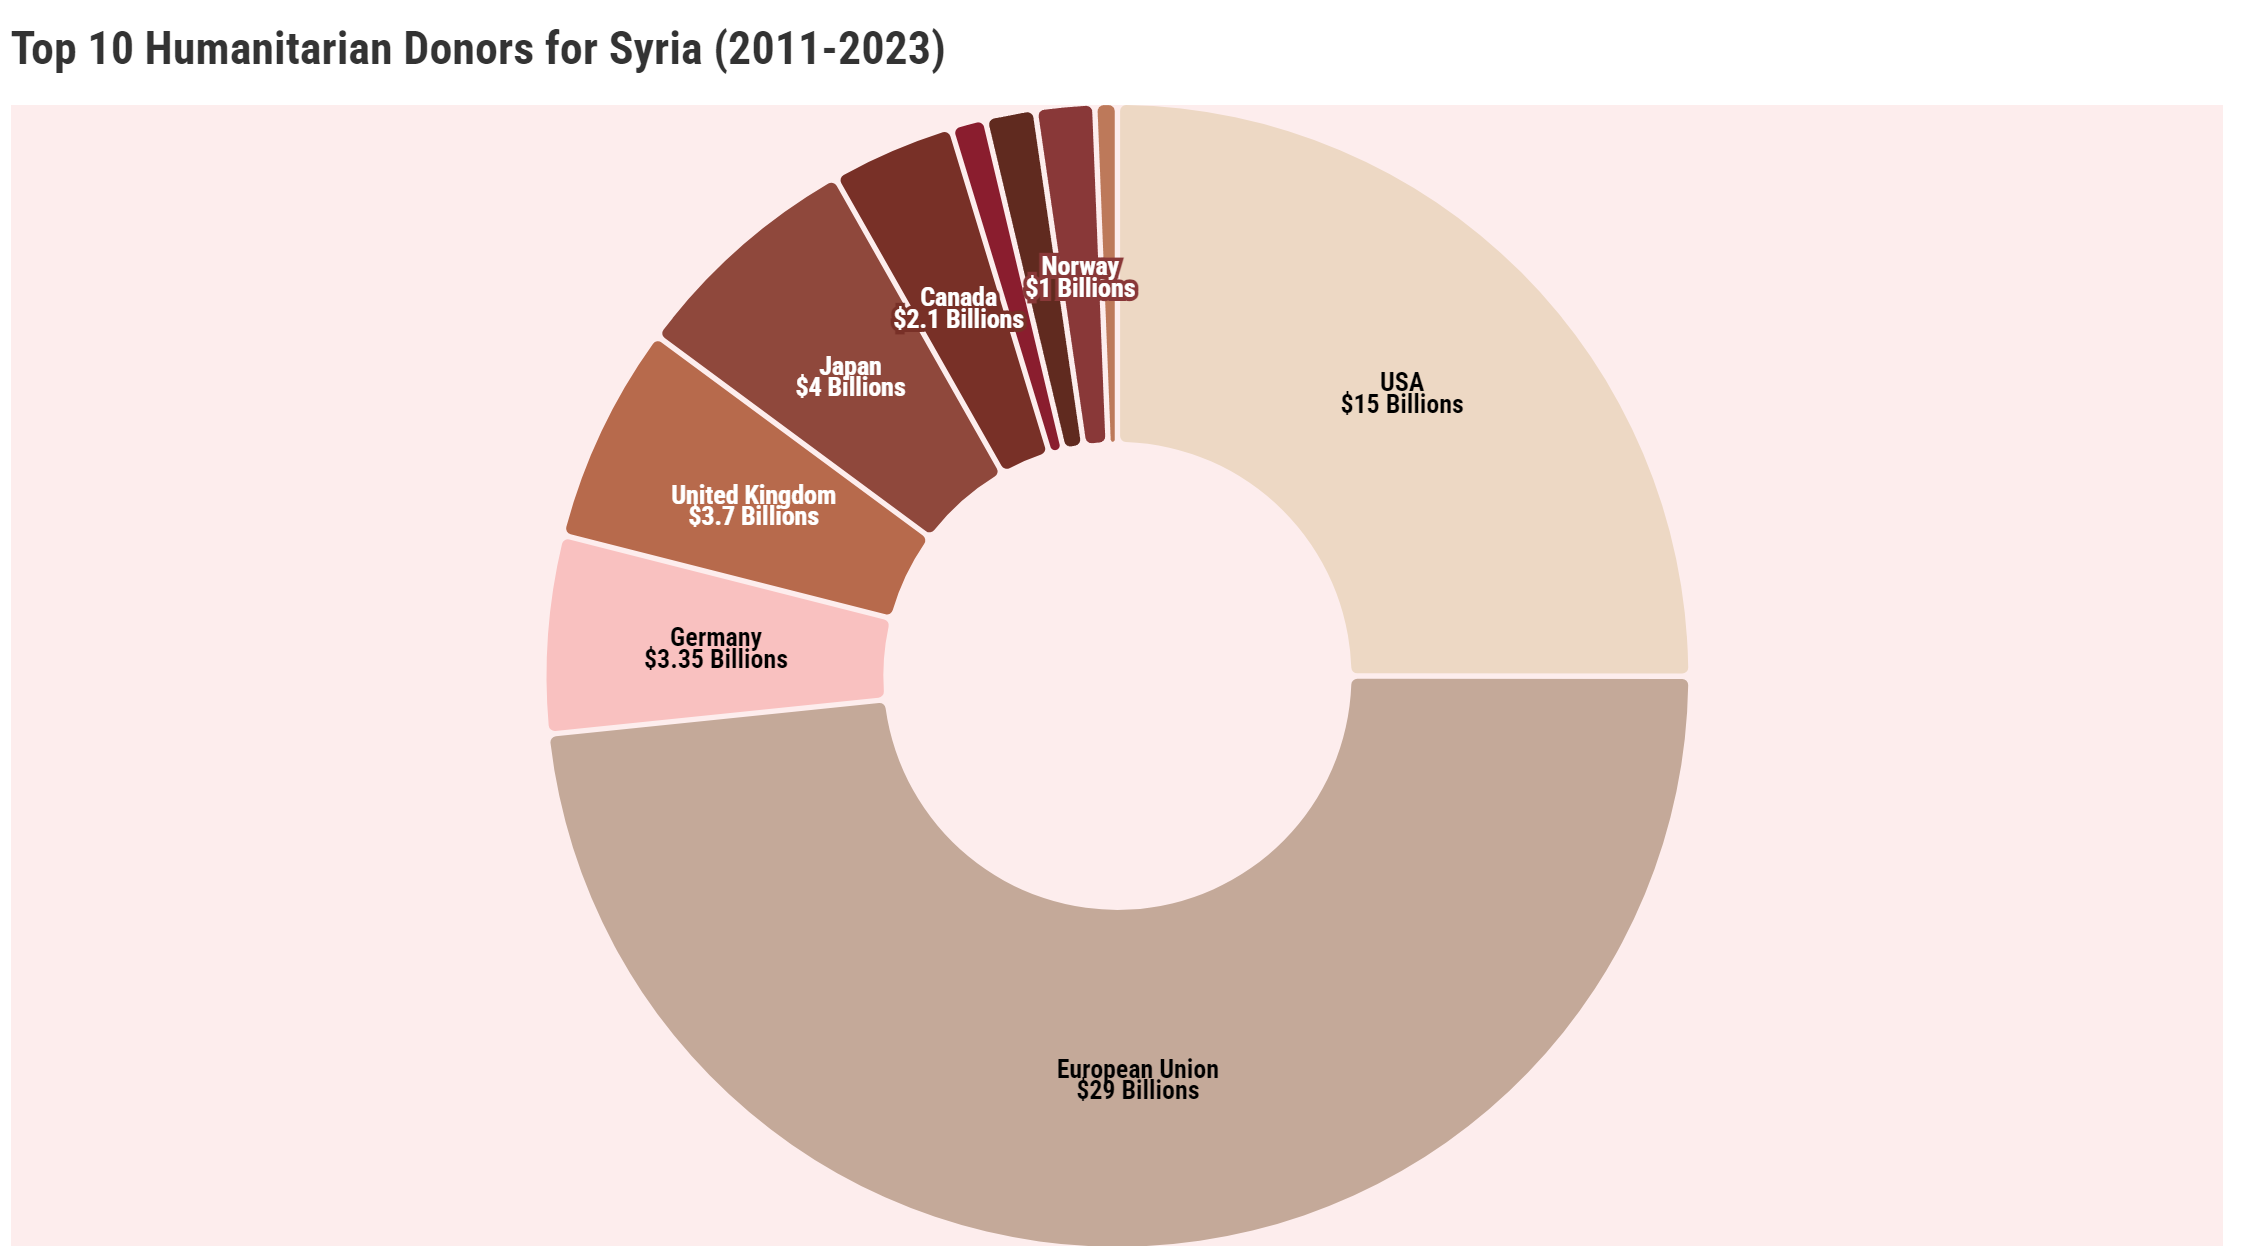 Top 10 Humanitarian Donors for Syria (2011-2023)
Norway
$1 Billions
Canada
$2.1 Billions
Japan
$4 Billions
USA
$15 Billions
United Kingdom
$3.7 Billions
Germany
$3.35 Billions
European Union
$29 Billions